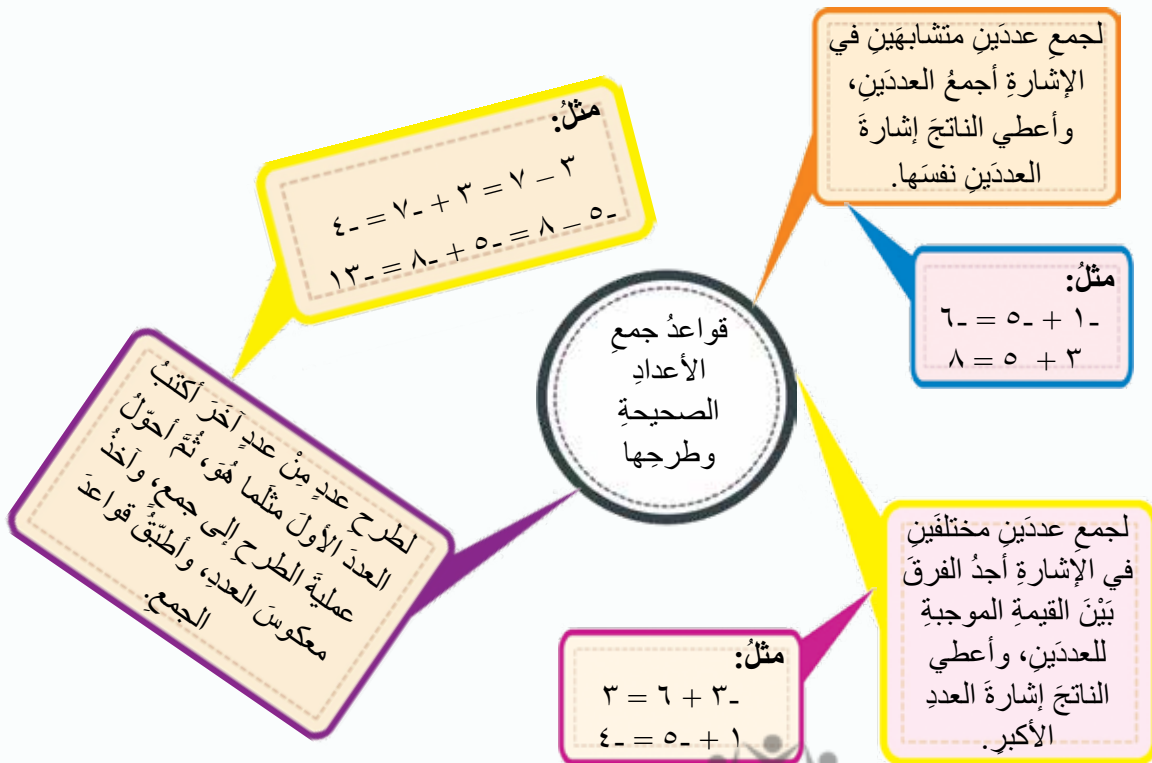 قواعدُ جمعِ
الأعدادِ
الصحيحةِ
وطرحِها
لجمعِ عددَينِ متشابهَينِ في
الإشارةِ أجمعُ العددَينِ،
وأعطي الناتجَ إشارةَ
العددَينِ نفسَها.
مثلُ:
-١ + -٥ = -٦
٣ + ٥ = ٨
لجمعِ عددَينِ مختلفَينِ
في الإشارةِ أجدُ الفرقَ
بَيْنَ القيمةِ الموجبةِ
للعددَينِ، وأعطي
الناتجَ إشارةَ العددِ
الأكبرِ.
مثلُ:
-٣ + ٦ = ٣
١ + -٥ = -٤
لطرحِ عددٍ مِنْ عددٍ آخَر أكتبُ
العددَ الأولَ مثلَما هُوَ، ثُمَّ أحوّلُ
عمليةَ الطرحِ إلى جمعٍ، وآخذُ
معكوسَ العددِ، وأطبّقُ قواعدَ
الجمعِ.
مثلُ:
٣ – ٧ = ٣ + -٧ = -٤
-٥ – ٨ = -٥ + -٨ = -١٣